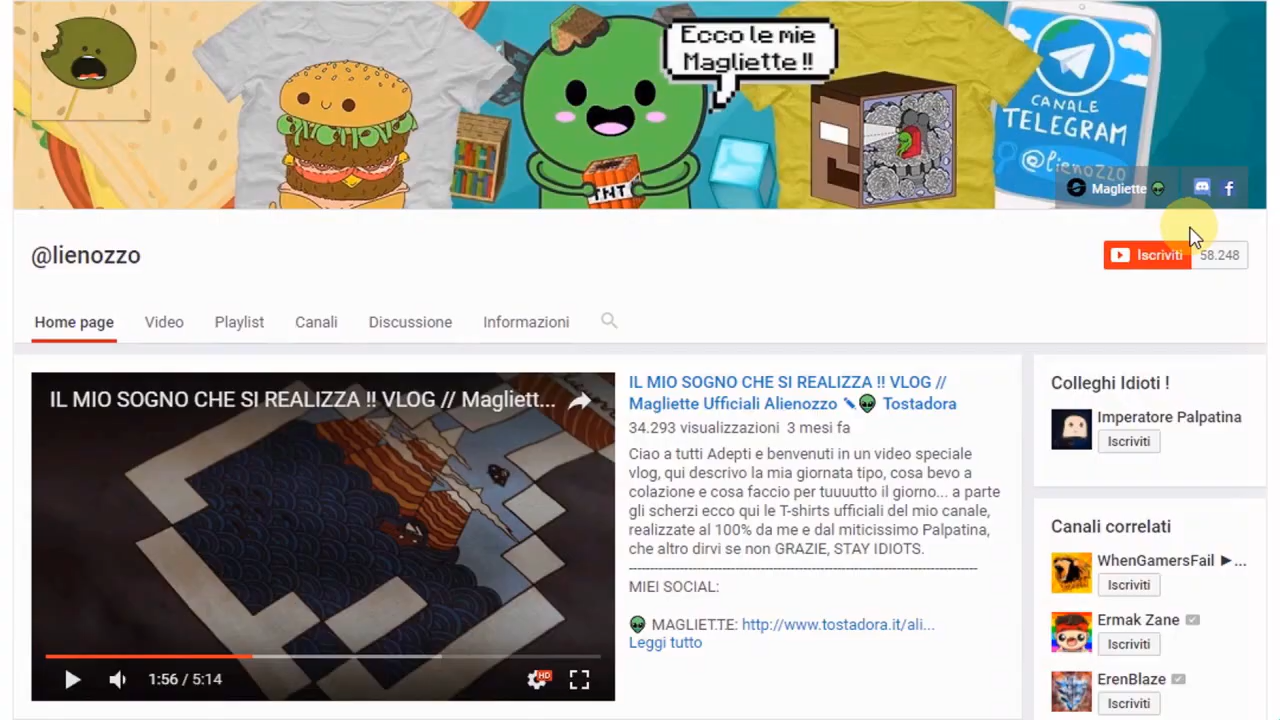 Ecco le mie
Magliette !!
TNT
CANALE
TELEGRAM
@lienozzo
Magliette
@lienozzo
Iscriviti
58.248
Home page
Video
Playlist
Canali
Discussione
Informazioni
IL MIO SOGNO CHE SI REALIZZA !! VLOG // Magliett...
1:56 / 5:14
HD
IL MIO SOGNO CHE SI REALIZZA !! VLOG //
Magliette Ufficiali Alienozzo ✎👽 Tostadora
34.293 visualizzazioni 3 mesi fa
Ciao a tutti Adepti e benvenuti in un video speciale
vlog, qui descrivo la mia giornata tipo, cosa bevo a
colazione e cosa faccio per tuuuutto il giorno... a parte
gli scherzi ecco qui le T-shirts ufficiali del mio canale,
realizzate al 100% da me e dal miticissimo Palpatina,
che altro dirvi se non GRAZIE, STAY IDIOTS.
----------------------------------------------------------------------
MIEI SOCIAL:
👽 MAGLIETTE: http://www.tostadora.it/ali...
Leggi tutto
Colleghi Idioti !
Imperatore Palpatina
Iscriviti
Canali correlati
WhenGamersFail ►...
Iscriviti
Ermak Zane
Iscriviti
ErenBlaze
Iscriviti